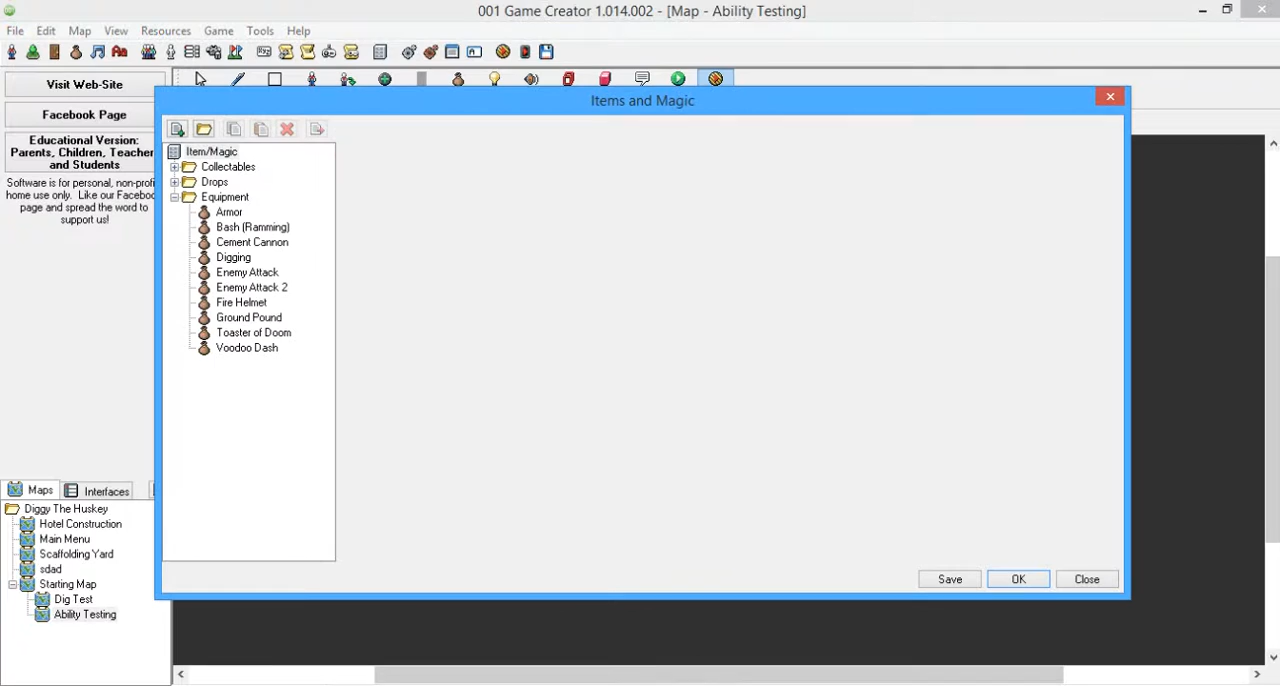 001 Game Creator 1.014.002 - [Map - Ability Testing]
File Edit Map View Resources Game Tools Help
Visit Web-Site
Facebook Page
Educational Version:
Parents, Children, Teacher
and Students
Software is for personal, non-profi
home use only. Like our Faceboo
page and spread the word to
support us!
Items and Magic
Item/Magic
Collectables
Drops
Equipment
Armor
Bash (Ramming)
Cement Cannon
Digging
Enemy Attack
Enemy Attack 2
Fire Helmet
Ground Pound
Toaster of Doom
Voodoo Dash
Save OK Close
Maps Interfaces
Diggy The Huskey
Hotel Construction
Main Menu
Scaffolding Yard
sdad
Starting Map
Dig Test
Ability Testing